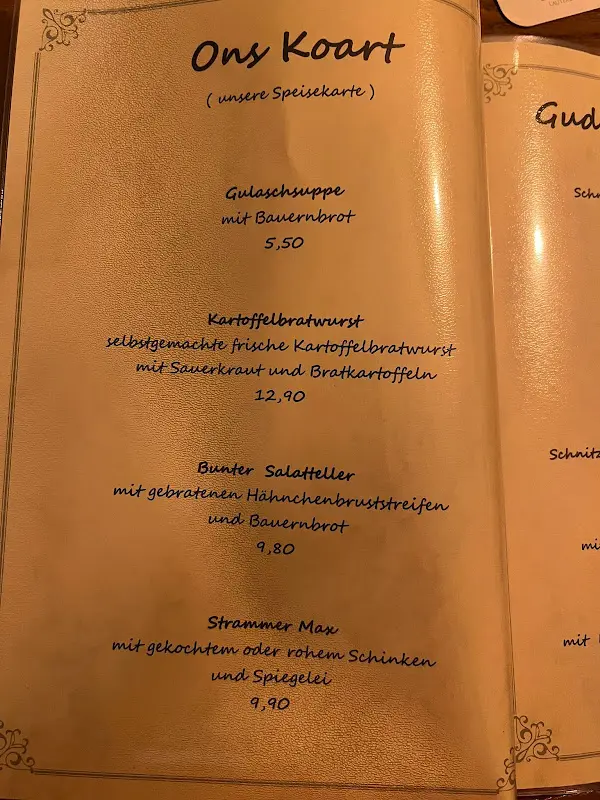 Ons Koart
( unsere Speisekarte )
Gulaschsuppe
mit Bauernbrot
5,50
Kartoffelbratwurst
selbstgemachte frische Kartoffelbratwurst
mit Sauerkraut und Bratkartoffeln
12,90
Bunter Salatteller
mit gebratenen Hähnchenbruststreifen
und Bauernbrot
9,80
Strammer Max
mit gekochtem oder rohem Schinken
und Spiegelei
9,90
mit